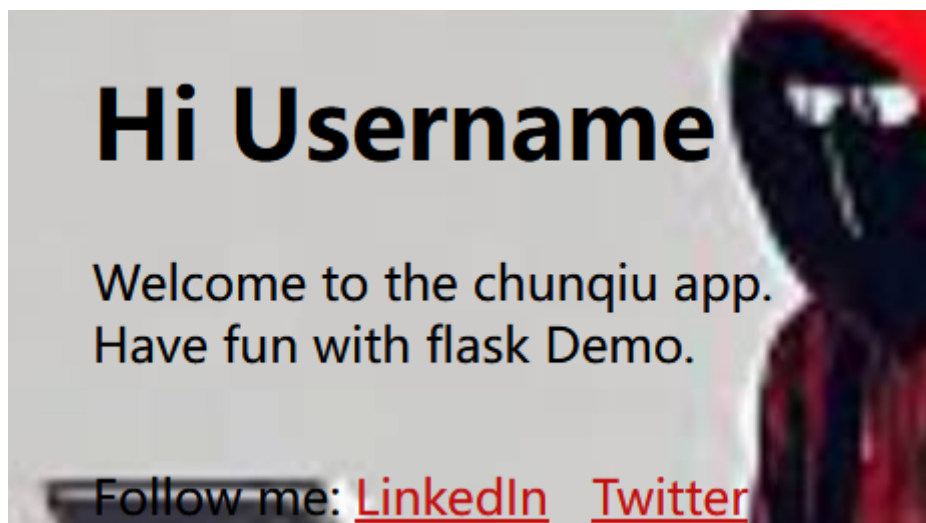 Hi Username
Welcome to the chunqiu app.
Have fun with flask Demo.
Follow me: LinkedIn Twitter